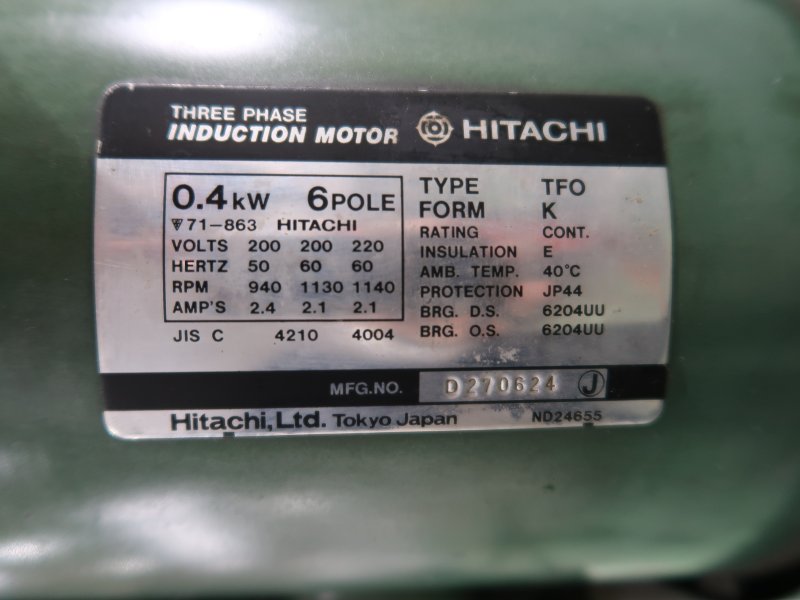 THREE PHASE
INDUCTION MOTOR HITACHI
0.4kW 6POLE
71-863 HITACHI
VOLTS 200 200 220
HERTZ 50 60 60
RPM 940 1130 1140
AMP'S 2.4 2.1 2.1
JIS C 4210 4004
TYPE TFO
FORM K
RATING CONT.
INSULATION E
AMB. TEMP. 40°C
PROTECTION JP44
BRG. D.S. 6204UU
BRG. O.S. 6204UU
MFG.NO. D270624 J
Hitachi,Ltd. Tokyo Japan ND24655